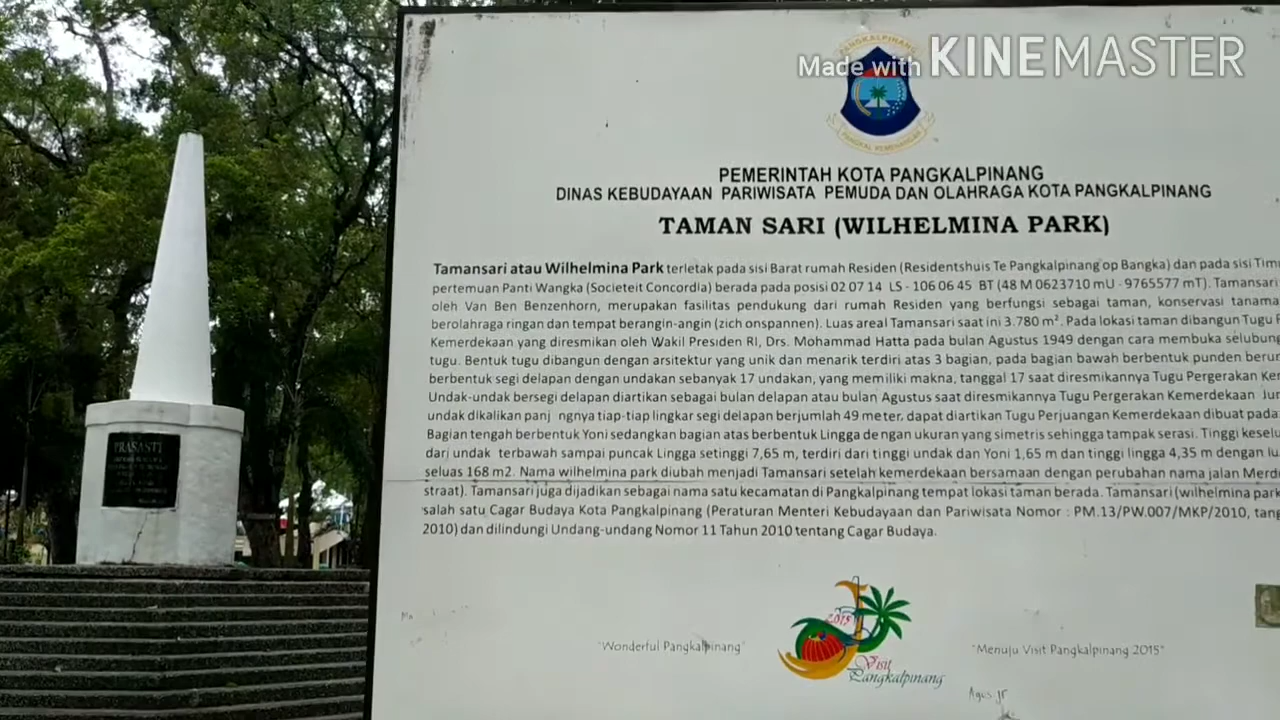 Made with KINEMASTER
PANGKALPINANG
PEMERINTAH KOTA PANGKALPINANG
DINAS KEBUDAYAAN PARIWISATA PEMUDA DAN OLAHRAGA KOTA PANGKALPINANG
TAMAN SARI (WILHELMINA PARK)
Tamansari atau Wilhelmina Park terletak pada sisi Barat rumah Residen (Residentshuis Te Pangkalpinang op Bangka) dan pada sisi
pertemuan Panti Wangka (Societeit Concordia) berada pada posisi 02 07 14 LS - 106 06 45 BT (48 M 0623710 mU - 9765577 mT). Tamansari
oleh Van Ben Benzenhorn, merupakan fasilitas pendukung dari rumah Residen yang berfungsi sebagai taman, konservasi
berolahraga ringan dan tempat berangin-angin (zich onspannen). Luas areal Tamansari saat ini 3.780 m². Pada lokasi taman dibangun Tugu
Kemerdekaan yang diresmikan oleh Wakil Presiden RI, Drs. Mohammad Hatta pada bulan Agustus 1949 dengan cara membuka
tugu. Bentuk tugu dibangun dengan arsitektur yang unik dan menarik terdiri atas 3 bagian, pada bagian bawah berbentuk punden
berbentuk segi delapan dengan undakan sebanyak 17 undakan, yang memiliki makna, tanggal 17 saat diresmikannya Tugu Pergerakan
Undak-undak bersegi delapan diartikan sebagai bulan delapan atau bulan Agustus saat diresmikannya Tugu Pergerakan Kemerdekaan
undak dikalikan panj ngnya tiap-tiap lingkar segi delapan berjumlah 49 meter, dapat diartikan Tugu Perjuangan Kemerdekaan dibuat pada
Bagian tengah berbentuk Yoni sedangkan bagian atas berbentuk Lingga dengan ukuran yang simetris sehingga tampak serasi. Tinggi
dari undak terbawah sampai puncak Lingga setinggi 7,65 m, terdiri dari tinggi undak dan Yoni 1,65 m dan tinggi lingga 4,35 m dengan
seluas 168 m2. Nama wilhelmina park diubah menjadi Tamansari setelah kemerdekaan bersamaan dengan perubahan nama jalan
straat). Tamansari juga dijadikan sebagai nama satu kecamatan di Pangkalpinang tempat lokasi taman berada. Tamansari (wilhelmina park
salah satu Cagar Budaya Kota Pangkalpinang (Peraturan Menteri Kebudayaan dan Pariwisata Nomor : PM.13/PW.007/MKP/2010,
2010) dan dilindungi Undang-undang Nomor 11 Tahun 2010 tentang Cagar Budaya.
PRASASTI
2015
"Wonderful Pangkalpinang"
Visit
Pangkalpinang
"Menuju Visit Pangkalpinang 2015"